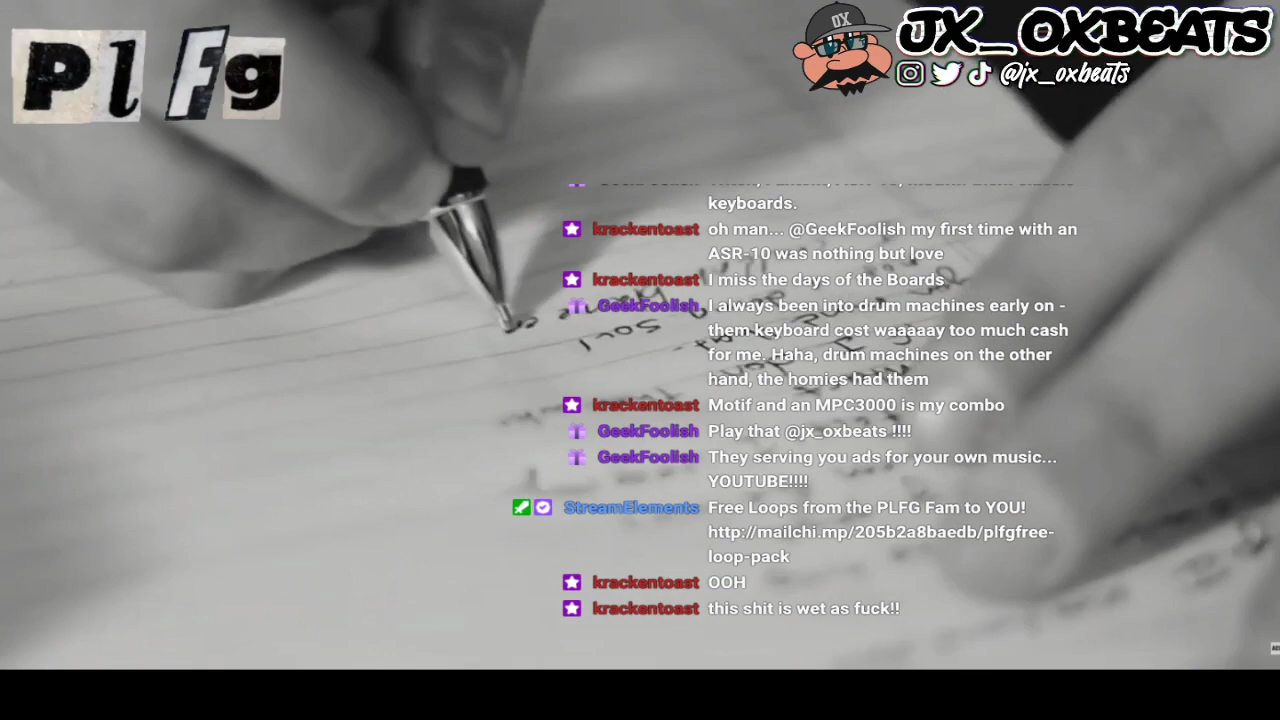 Pl Fg
OX
JX_OXBEATS
@jx_oxbeats
keyboards.
krackentoast oh man... @GeekFoolish my first time with an
ASR-10 was nothing but love
krackentoast I miss the days of the Boards
GeekFoolish I always been into drum machines early on -
them keyboard cost waaaaay too much cash
for me. Haha, drum machines on the other
hand, the homies had them
krackentoast Motif and an MPC3000 is my combo
GeekFoolish Play that @jx_oxbeats !!!!
GeekFoolish They serving you ads for your own music...
YOUTUBE!!!!
StreamElements Free Loops from the PLFG Fam to YOU!
http://mailchi.mp/205b2a8baedb/plfgfree-
loop-pack
krackentoast OOH
krackentoast this shit is wet as fuck!!
soul